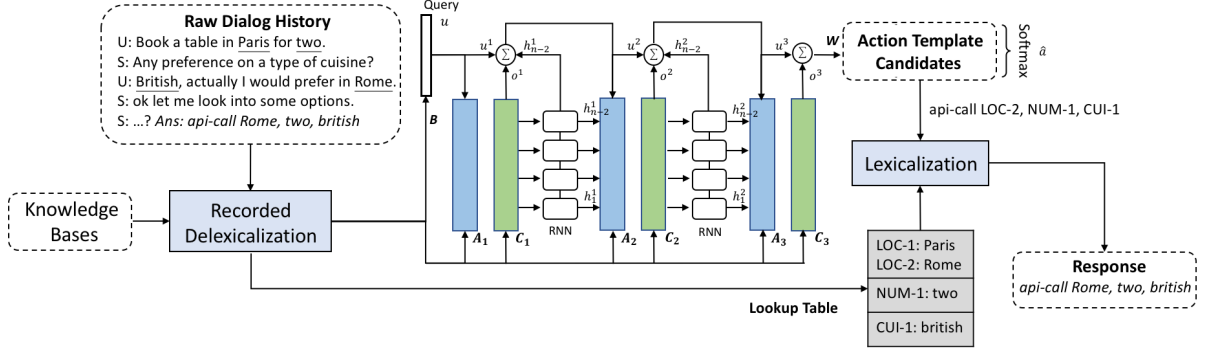 Raw Dialog History
U: Book a table in Paris for two.
S: Any preference on a type of cuisine?
U: British, actually I would prefer in Rome.
S: ok let me look into some options.
S: ...? Ans: api-call Rome, two, british
Knowledge
Bases
Recorded
Delexicalization
Query
u
B
u¹
h¹ₙ₋₂
o¹
h¹ₙ₋₂
h¹₁
RNN
A₁
C₁
A₂
u²
h²ₙ₋₂
o²
h²ₙ₋₂
h²₁
RNN
C₂
A₃
C₃
u³
o³
W
Action Template
Candidates
Softmax
â
api-call LOC-2, NUM-1, CUI-1
Lexicalization
LOC-1: Paris
LOC-2: Rome
NUM-1: two
CUI-1: british
Lookup Table
Response
api-call Rome, two, british